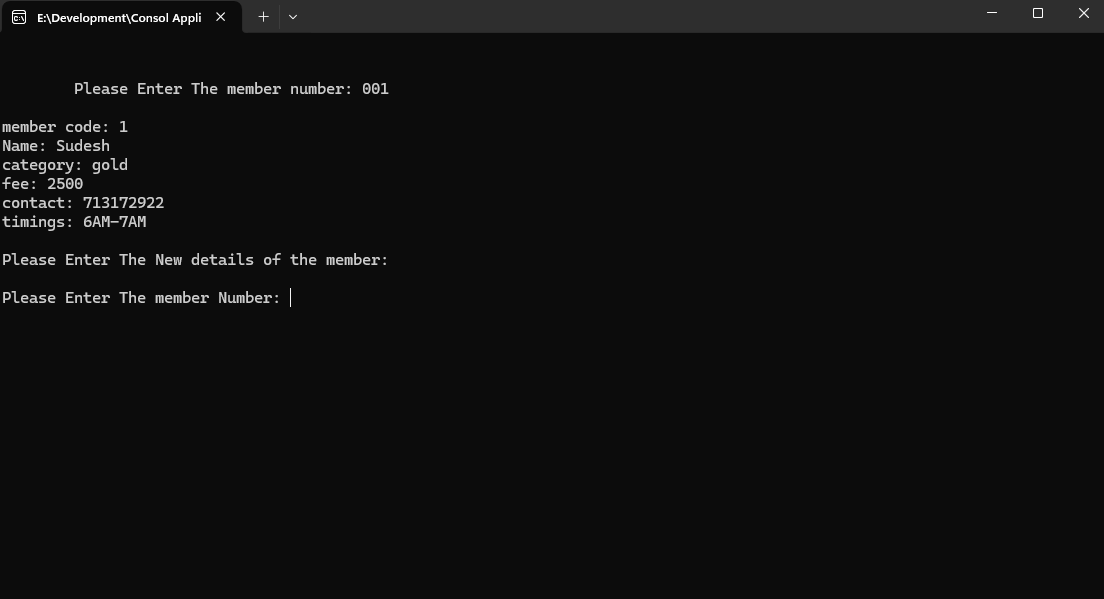 E:\Development\Consol Appli
Please Enter The member number: 001
member code: 1
Name: Sudesh
category: gold
fee: 2500
contact: 713172922
timings: 6AM-7AM
Please Enter The New details of the member:
Please Enter The member Number: